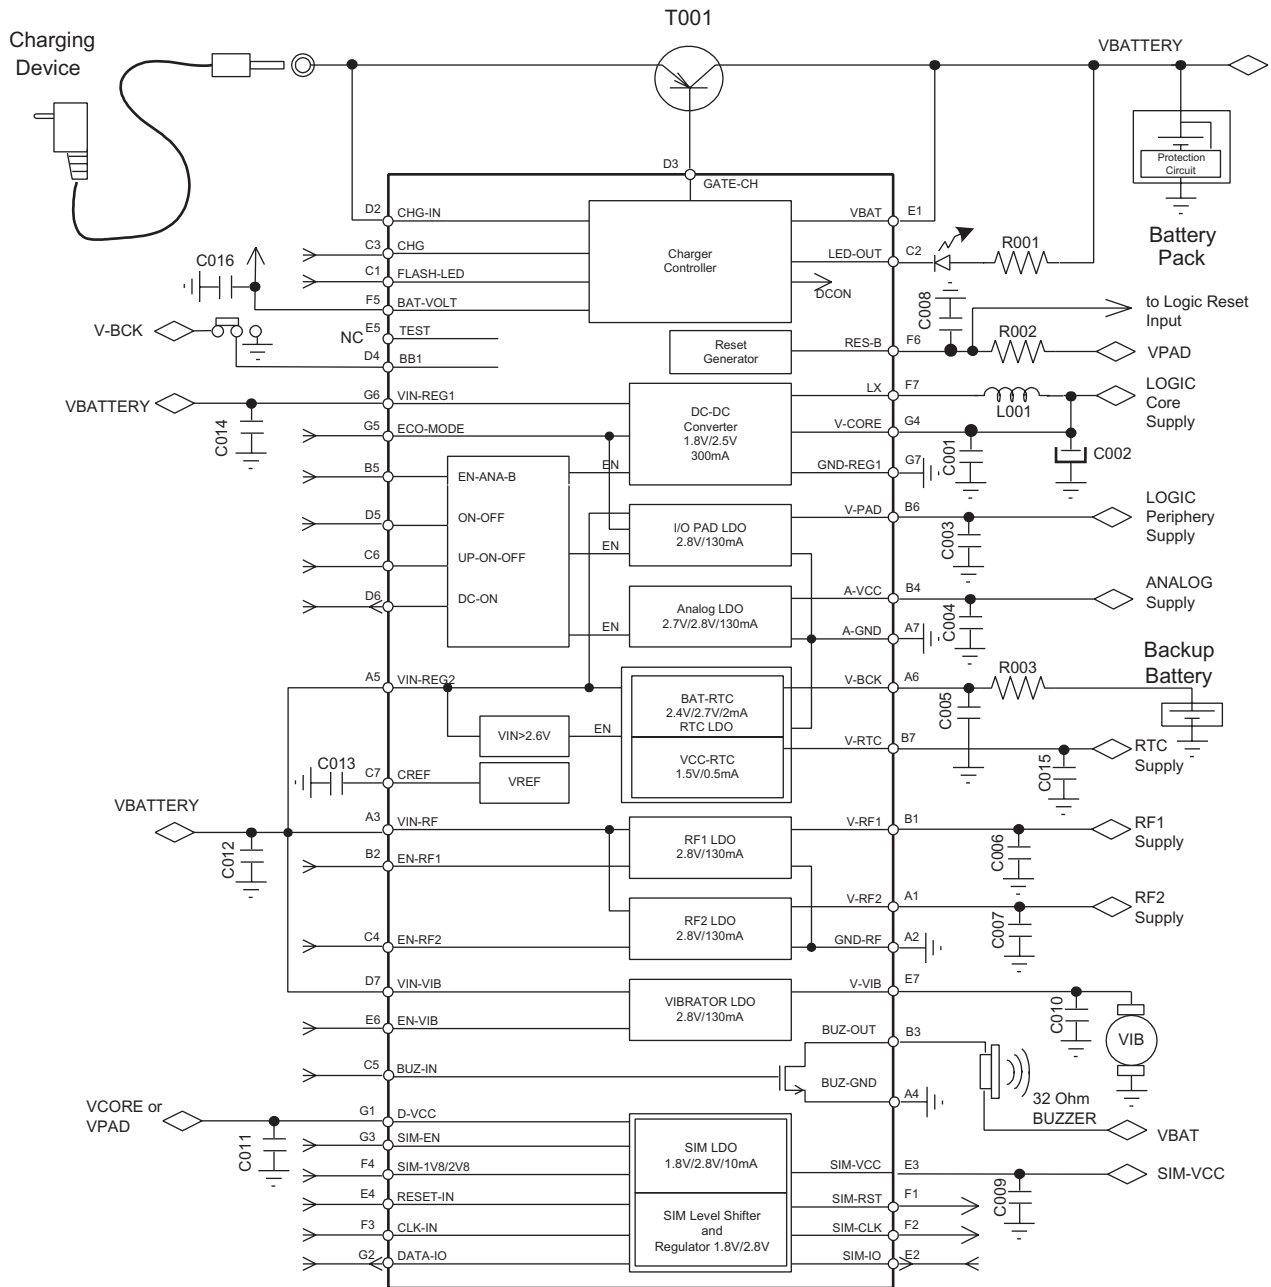 T001
Charging
Device
VBATTERY
D3
GATE-CH
Protection
Circuit
Battery
Pack
D2 CHG-IN
VBAT E1
C3 CHG
Charger
Controller
LED-OUT C2
R001
C016
C1 FLASH-LED
DCON
F5 BAT-VOLT
C008
to Logic Reset
Input
V-BCK
NC E5 TEST
Reset
Generator
RES-B F6
R002
VPAD
D4 BB1
VBATTERY
G6 VIN-REG1
C014
DC-DC
Converter
1.8V/2.5V
300mA
LX F7
L001
LOGIC
Core
Supply
G5 ECO-MODE
V-CORE G4
C001
C002
EN
GND-REG1 G7
B5 EN-ANA-B
D5 ON-OFF
C6 UP-ON-OFF
D6 DC-ON
I/O PAD LDO
2.8V/130mA
EN
V-PAD B6
C003
LOGIC
Periphery
Supply
Analog LDO
2.7V/2.8V/130mA
EN
A-VCC B4
C004
ANALOG
Supply
A-GND A7
Backup
Battery
A5 VIN-REG2
BAT-RTC
2.4V/2.7V/2mA
RTC LDO
V-BCK A6
C005
R003
VIN>2.6V
EN
VCC-RTC
1.5V/0.5mA
V-RTC B7
C015
RTC
Supply
C013
C7 CREF
VREF
VBATTERY
C012
A3 VIN-RF
RF1 LDO
2.8V/130mA
V-RF1 B1
C006
RF1
Supply
B2 EN-RF1
RF2 LDO
2.8V/130mA
V-RF2 A1
C007
RF2
Supply
C4 EN-RF2
GND-RF A2
D7 VIN-VIB
VIBRATOR LDO
2.8V/130mA
V-VIB E7
C010
VIB
E6 EN-VIB
BUZ-OUT B3
C5 BUZ-IN
BUZ-GND A4
32 Ohm
BUZZER
VBAT
VCORE or
VPAD
C011
G1 D-VCC
G3 SIM-EN
SIM LDO
1.8V/2.8V/10mA
F4 SIM-1V8/2V8
SIM-VCC E3
C009
SIM-VCC
E4 RESET-IN
SIM Level Shifter
and
Regulator 1.8V/2.8V
SIM-RST F1
F3 CLK-IN
SIM-CLK F2
G2 DATA-IO
SIM-IO E2